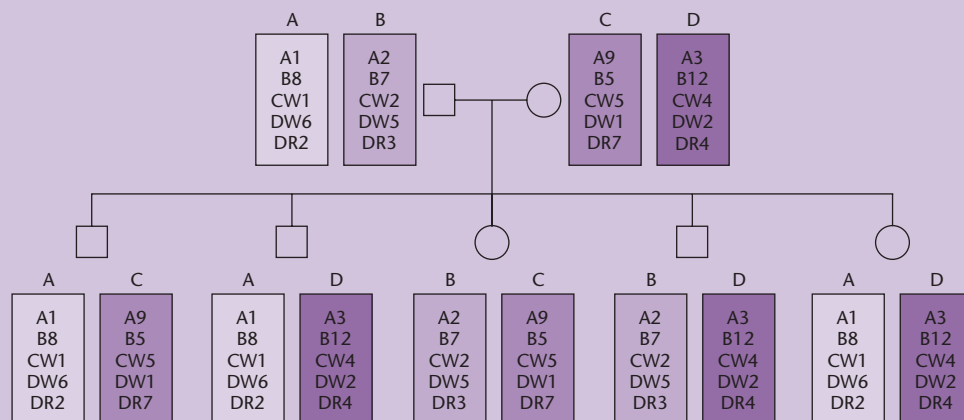 A B C D
A1 A2 A9 A3
B8 B7 B5 B12
CW1 CW2 CW5 CW4
DW6 DW5 DW1 DW2
DR2 DR3 DR7 DR4
A C A D B C B D A D
A1 A9 A1 A3 A2 A9 A2 A3 A1 A3
B8 B5 B8 B12 B7 B5 B7 B12 B8 B12
CW1 CW5 CW1 CW4 CW2 CW5 CW2 CW4 CW1 CW4
DW6 DW1 DW6 DW2 DW5 DW1 DW5 DW2 DW6 DW2
DR2 DR7 DR2 DR4 DR3 DR7 DR3 DR4 DR2 DR4